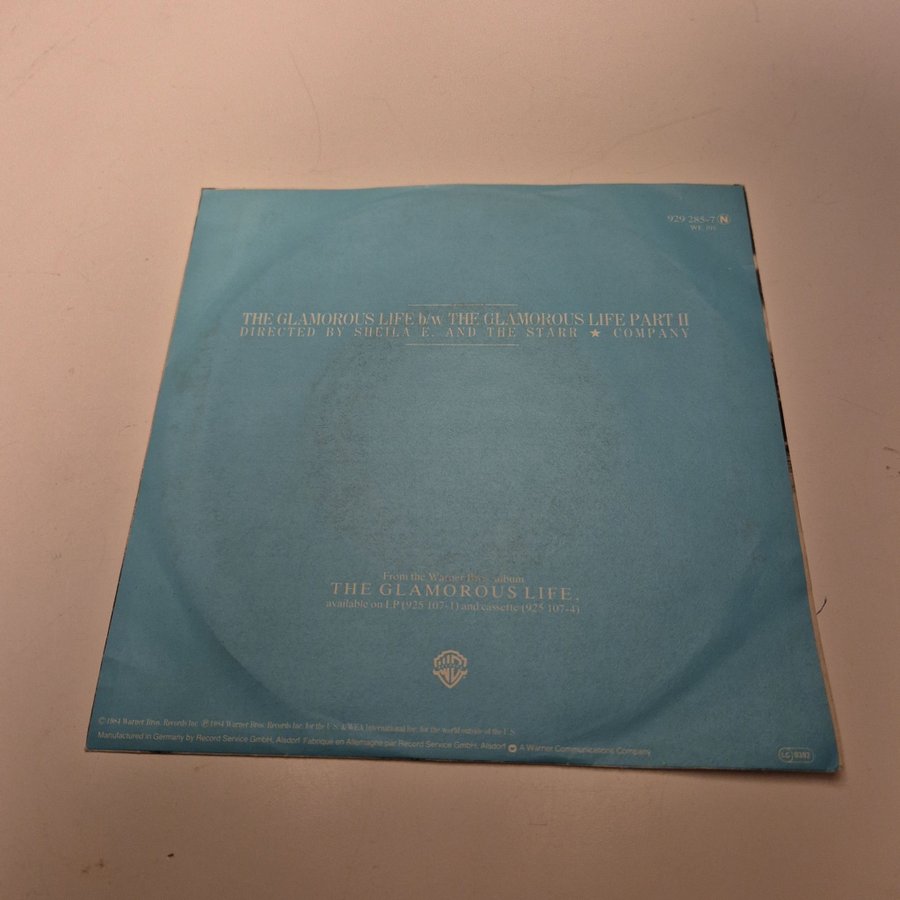 929 285-7 N
WE
THE GLAMOROUS LIFE b/w THE GLAMOROUS LIFE PART II
DIRECTED BY SHEILA E. AND THE STARR ★ COMPANY
From the Warner Bros. album
THE GLAMOROUS LIFE,
available on LP (925 107-1) and cassette (925 107-4)
©1984 Warner Bros. Records Inc. ℗1984 Warner Bros. Records Inc. for the U.S. & WEA International Inc. for the world outside of the U.S.
Manufactured in Germany by Record Service GmbH, Alsdorf Fabriqué en Allemagne par Record Service GmbH, Alsdorf A Warner Communications Company
LC 0392